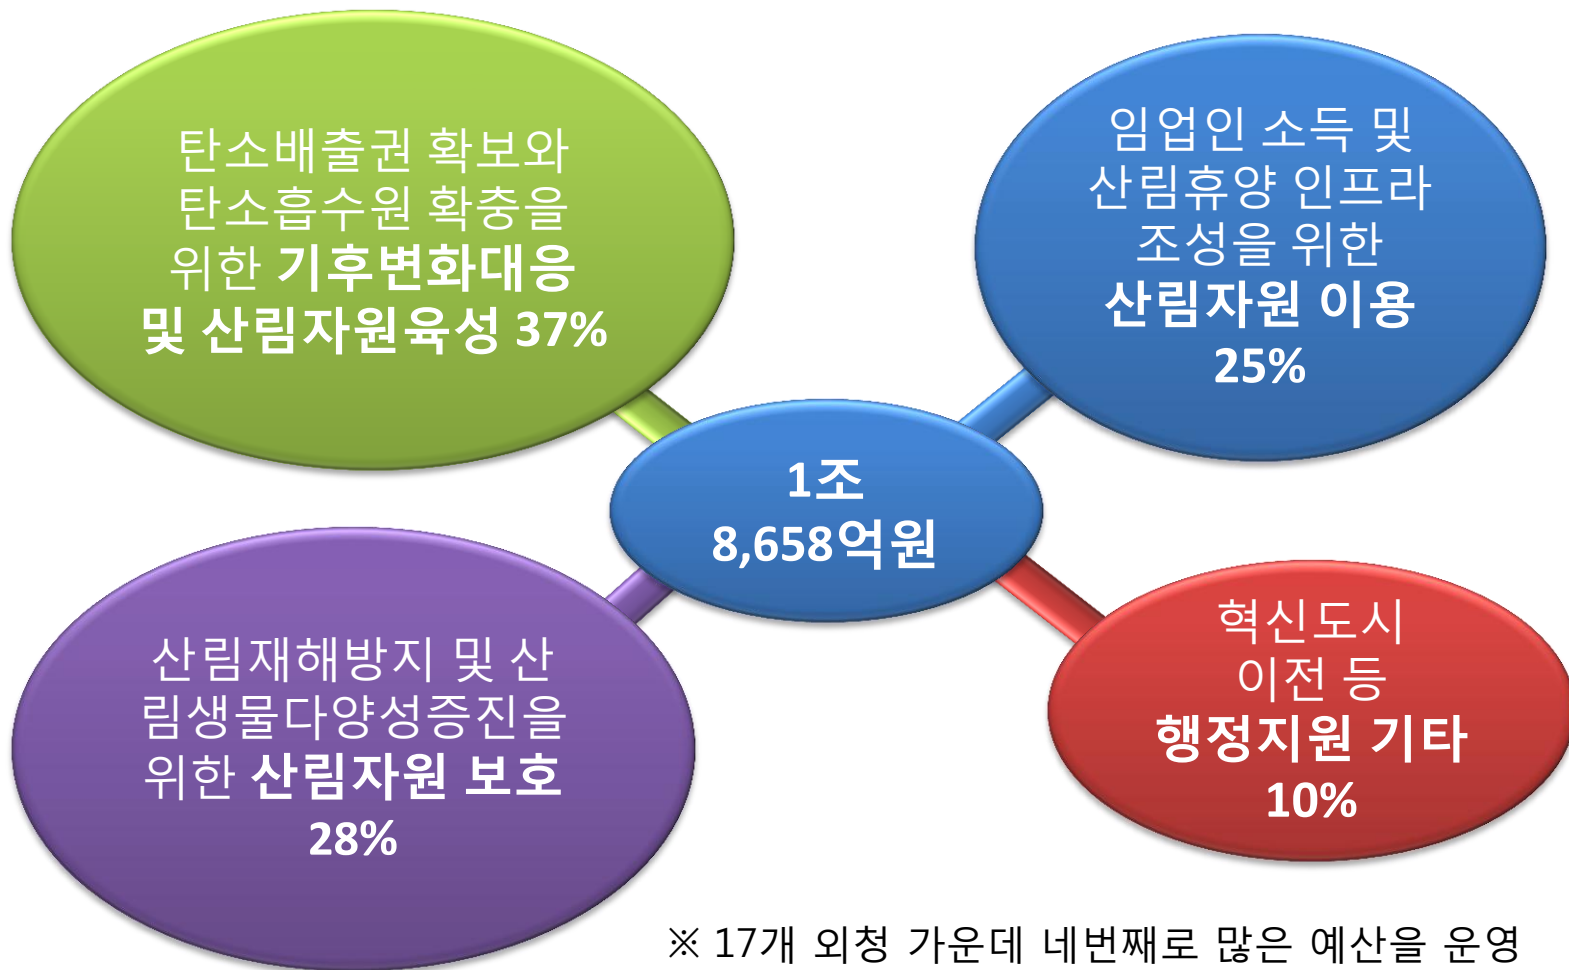 탄소배출권 확보와
탄소흡수원 확충을
위한 기후변화대응
및 산림자원육성 37%
임업인 소득 및
산림휴양 인프라
조성을 위한
산림자원 이용
25%
1조
8,658억원
산림재해방지 및 산
림생물다양성증진을
위한 산림자원 보호
28%
혁신도시
이전 등
행정지원 기타
10%
※ 17개 외청 가운데 네번째로 많은 예산을 운영